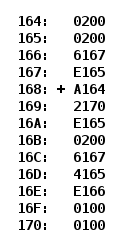 164: 0200
165: 0200
166: 6167
167: E165
168: + A164
169: 2170
16A: E165
16B: 0200
16C: 6167
16D: 4165
16E: E166
16F: 0100
170: 0100